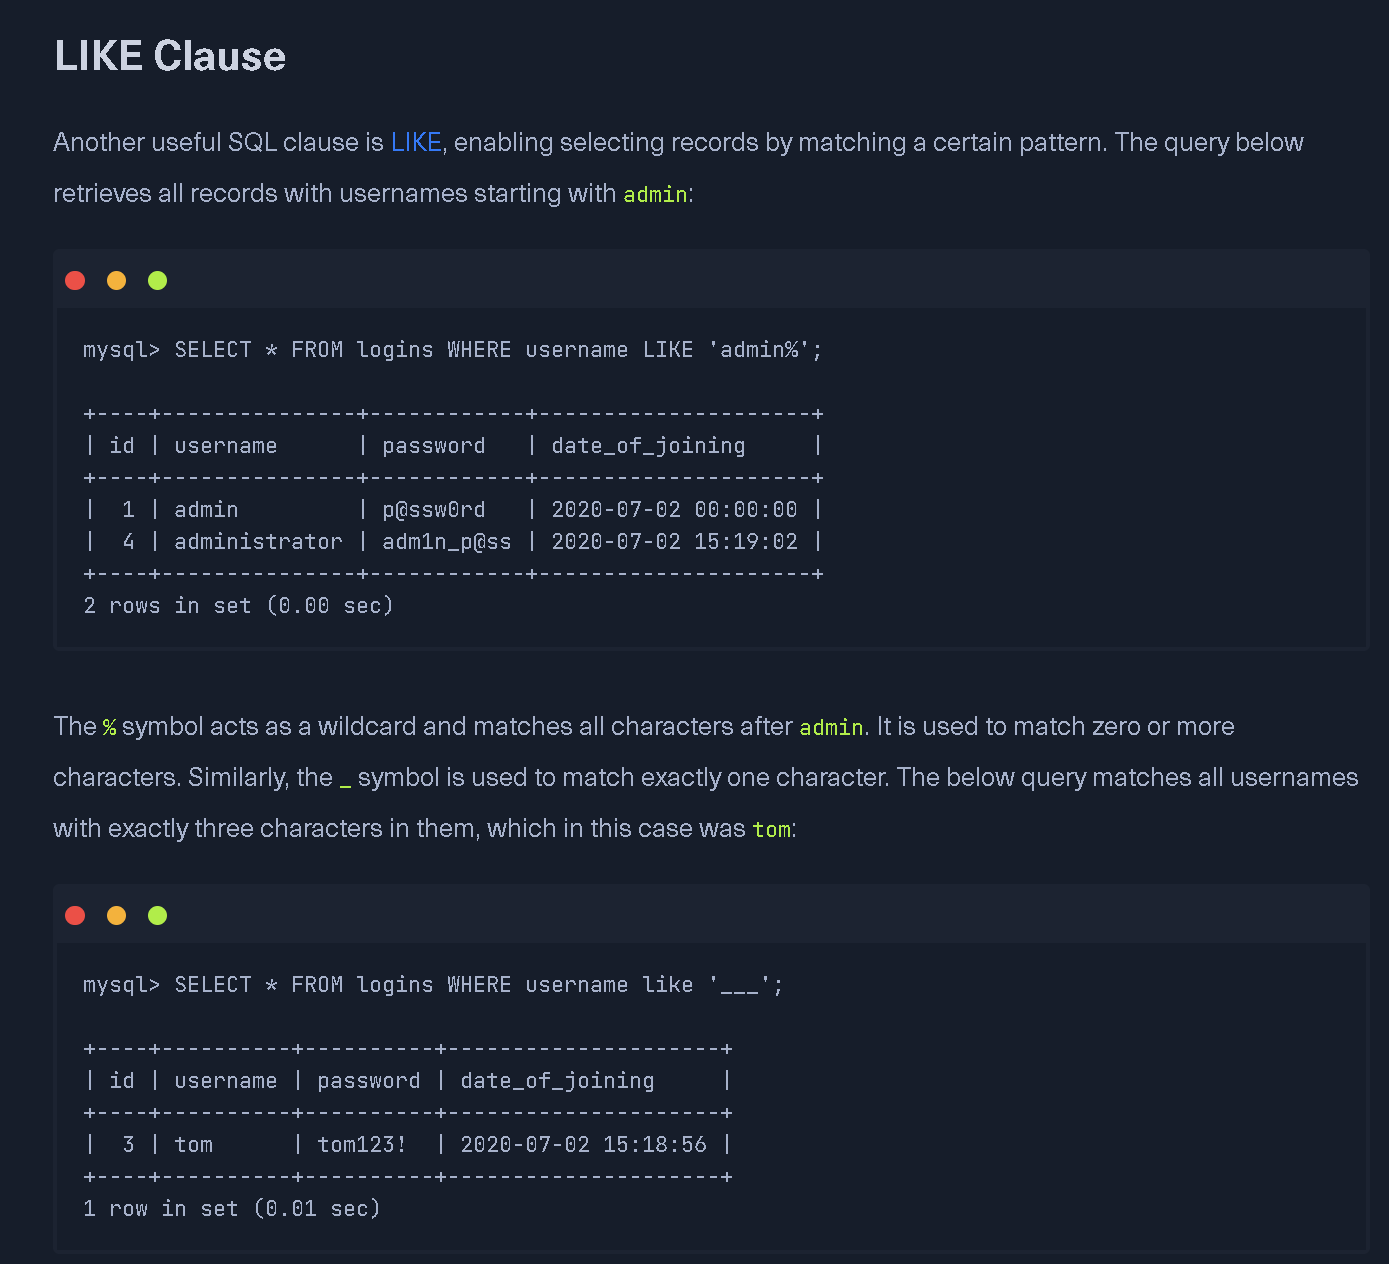 LIKE Clause
Another useful SQL clause is LIKE, enabling selecting records by matching a certain pattern. The query below
retrieves all records with usernames starting with admin:
mysql> SELECT * FROM logins WHERE username LIKE 'admin%';
+----+---------------+------------+---------------------+
| id | username      | password   | date_of_joining     |
+----+---------------+------------+---------------------+
|  1 | admin         | p@ssw0rd   | 2020-07-02 00:00:00 |
|  4 | administrator | adm1n_p@ss | 2020-07-02 15:19:02 |
+----+---------------+------------+---------------------+
2 rows in set (0.00 sec)
The % symbol acts as a wildcard and matches all characters after admin. It is used to match zero or more
characters. Similarly, the _ symbol is used to match exactly one character. The below query matches all usernames
with exactly three characters in them, which in this case was tom:
mysql> SELECT * FROM logins WHERE username like '___';
+----+----------+----------+---------------------+
| id | username | password | date_of_joining     |
+----+----------+----------+---------------------+
|  3 | tom      | tom123!  | 2020-07-02 15:18:56 |
+----+----------+----------+---------------------+
1 row in set (0.01 sec)